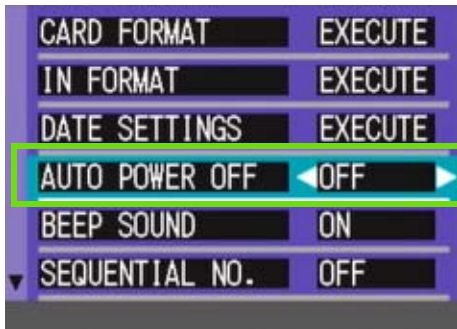 CARD FORMAT EXECUTE
IN FORMAT EXECUTE
DATE SETTINGS EXECUTE
AUTO POWER OFF ◀OFF ▶
BEEP SOUND ON
SEQUENTIAL NO. OFF